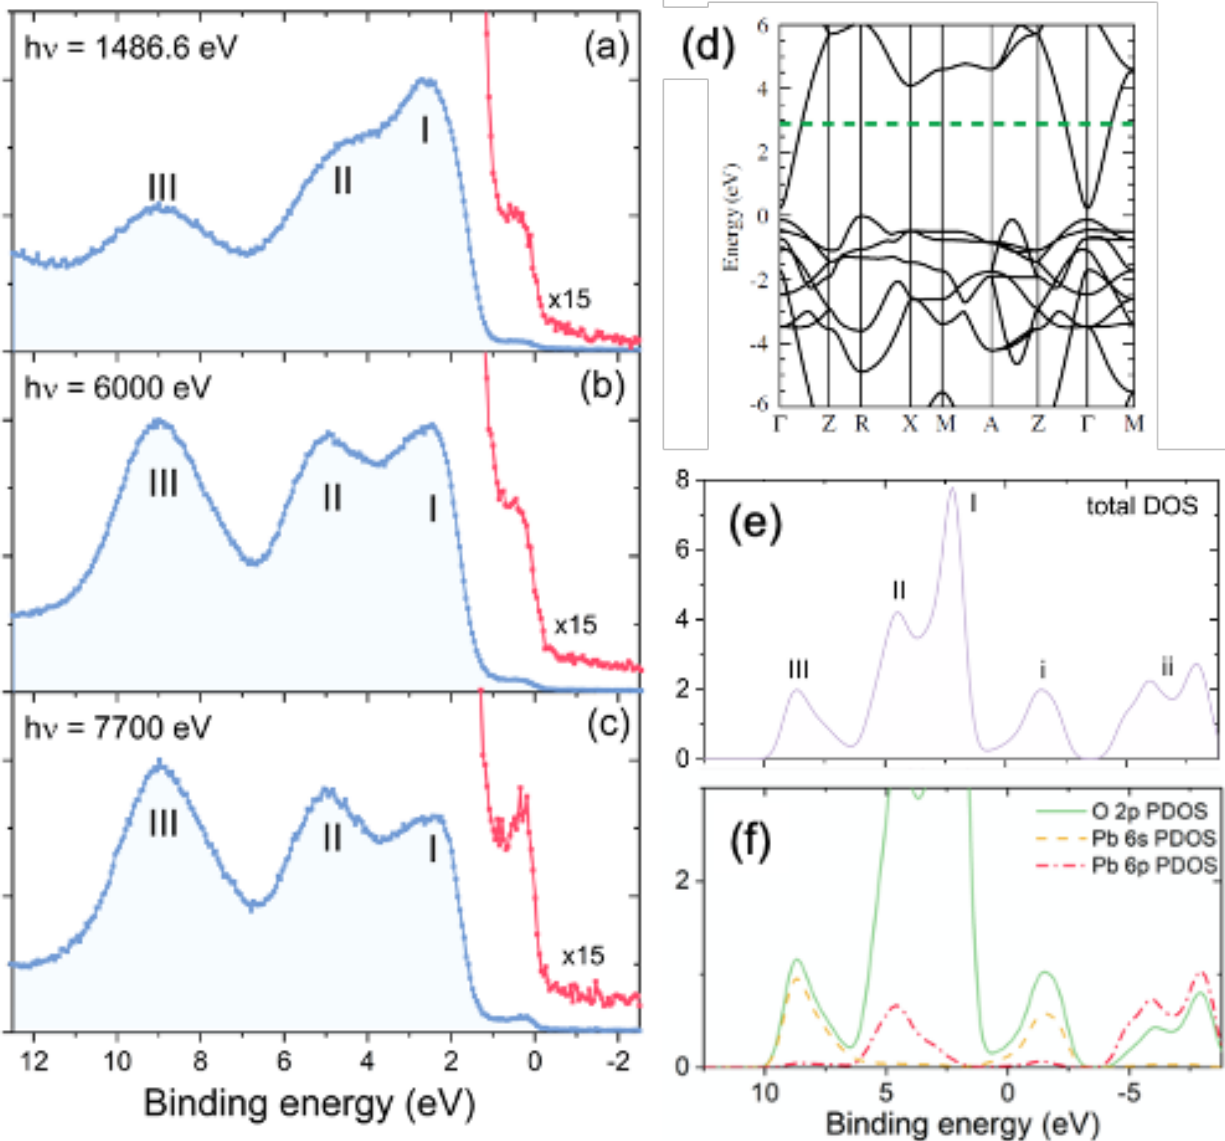 hν = 1486.6 eV
(a)
I
II
III
x15
hν = 6000 eV
(b)
III
II
I
x15
hν = 7700 eV
(c)
III
II
I
x15
12 10 8 6 4 2 0 -2
Binding energy (eV)
(d)
6
4
2
0
-2
-4
-6
Energy (eV)
Γ Z R X M A Z Γ M
(e)
total DOS
8
6
4
2
0
I
II
III
i
ii
(f)
O 2p PDOS
Pb 6s PDOS
Pb 6p PDOS
2
0
10 5 0 -5
Binding energy (eV)